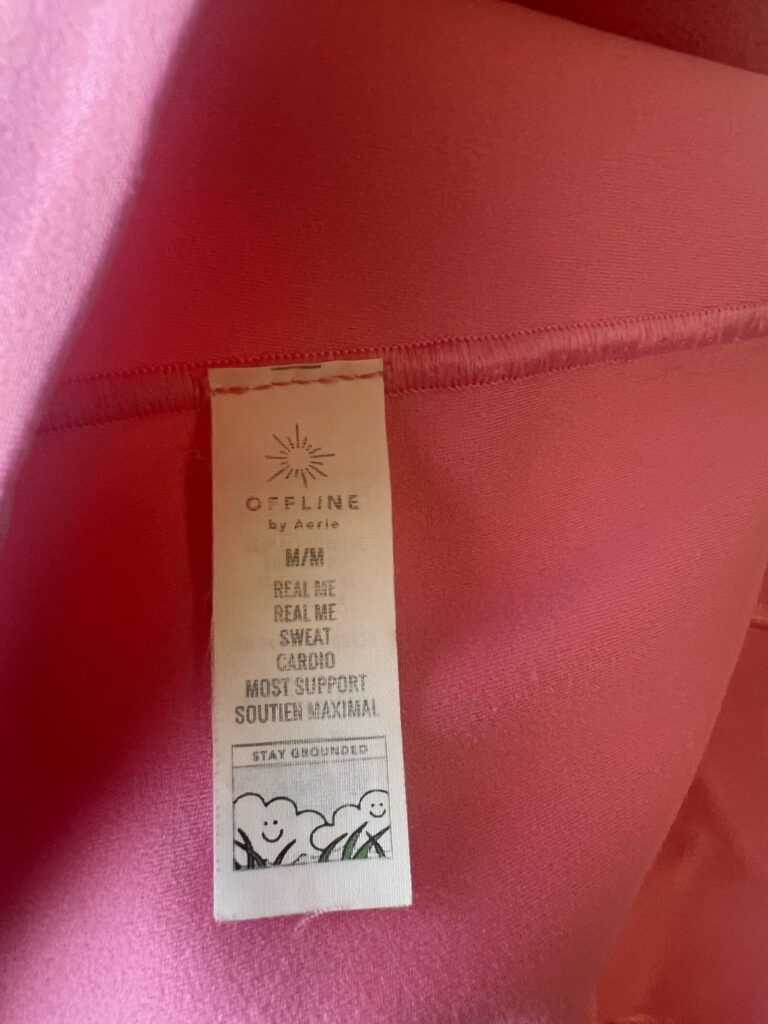 OFFLINE
by Aerie
M/M
REAL ME
REAL ME
SWEAT
CARDIO
MOST SUPPORT
SOUTIEN MAXIMAL
STAY GROUNDED